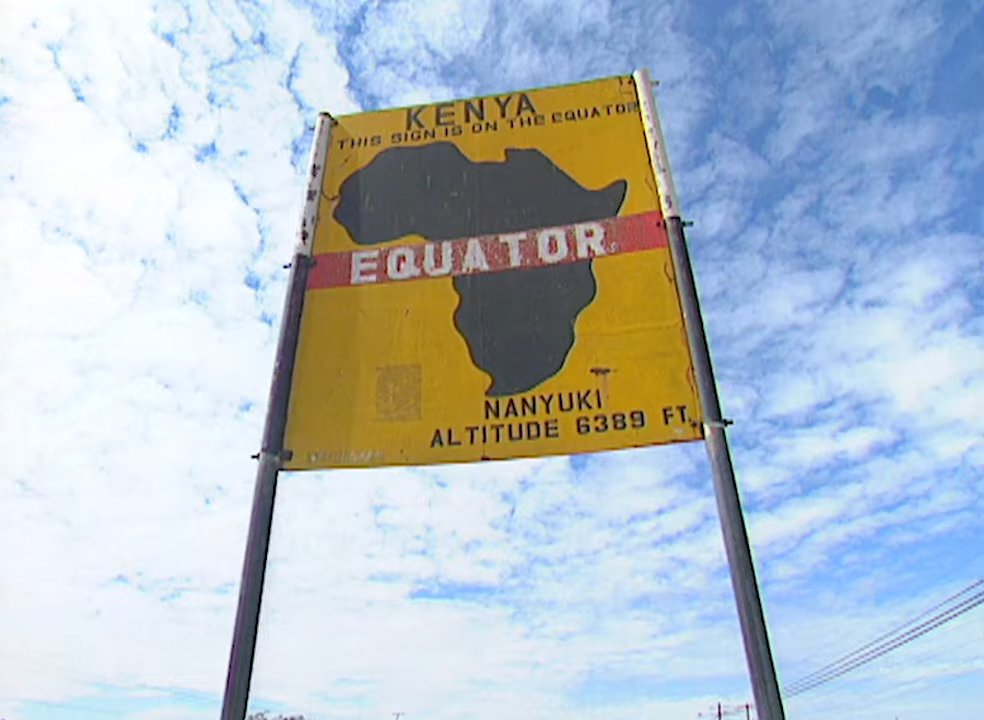 KENYA
THIS SIGN IS ON THE EQUATOR
EQUATOR
NANYUKI
ALTITUDE 6389 FT.